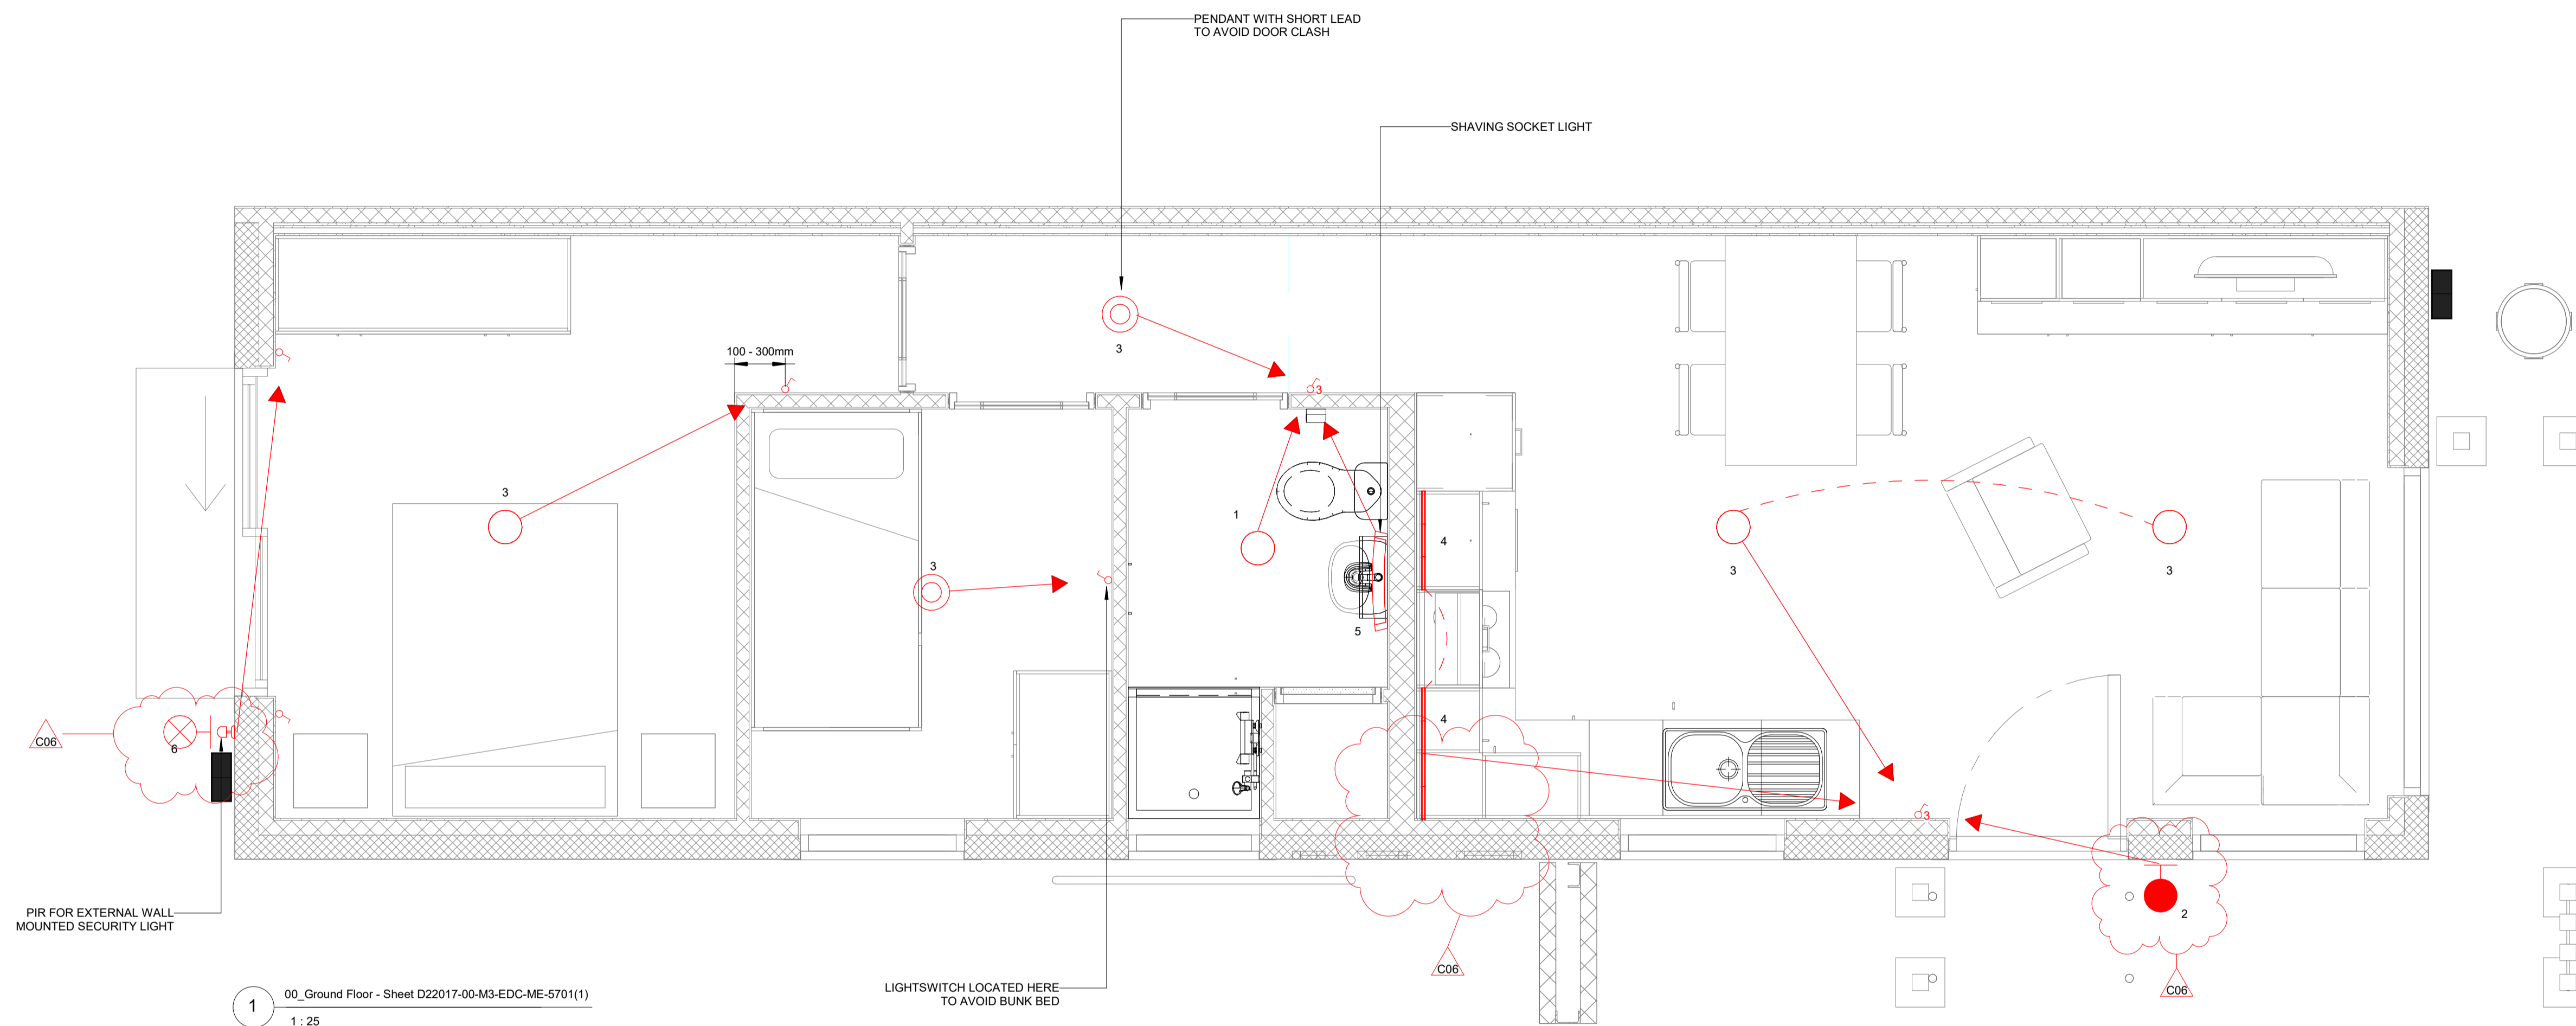 PENDANT WITH SHORT LEAD
TO AVOID DOOR CLASH
SHAVING SOCKET LIGHT
100 - 300mm
3
3
3
3
1
4
3
3
5
4
C06
6
3
2
PIR FOR EXTERNAL WALL
MOUNTED SECURITY LIGHT
C06
C06
LIGHTSWITCH LOCATED HERE
TO AVOID BUNK BED
1
00_Ground Floor - Sheet D22017-00-M3-EDC-ME-5701(1)
1 : 25